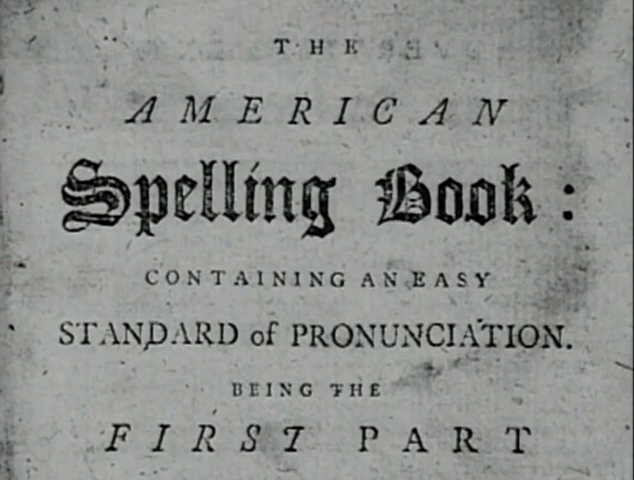 THE
AMERICAN
Spelling Book :
CONTAINING AN EASY
STANDARD of PRONUNCIATION.
BEING THE
FIRST PART